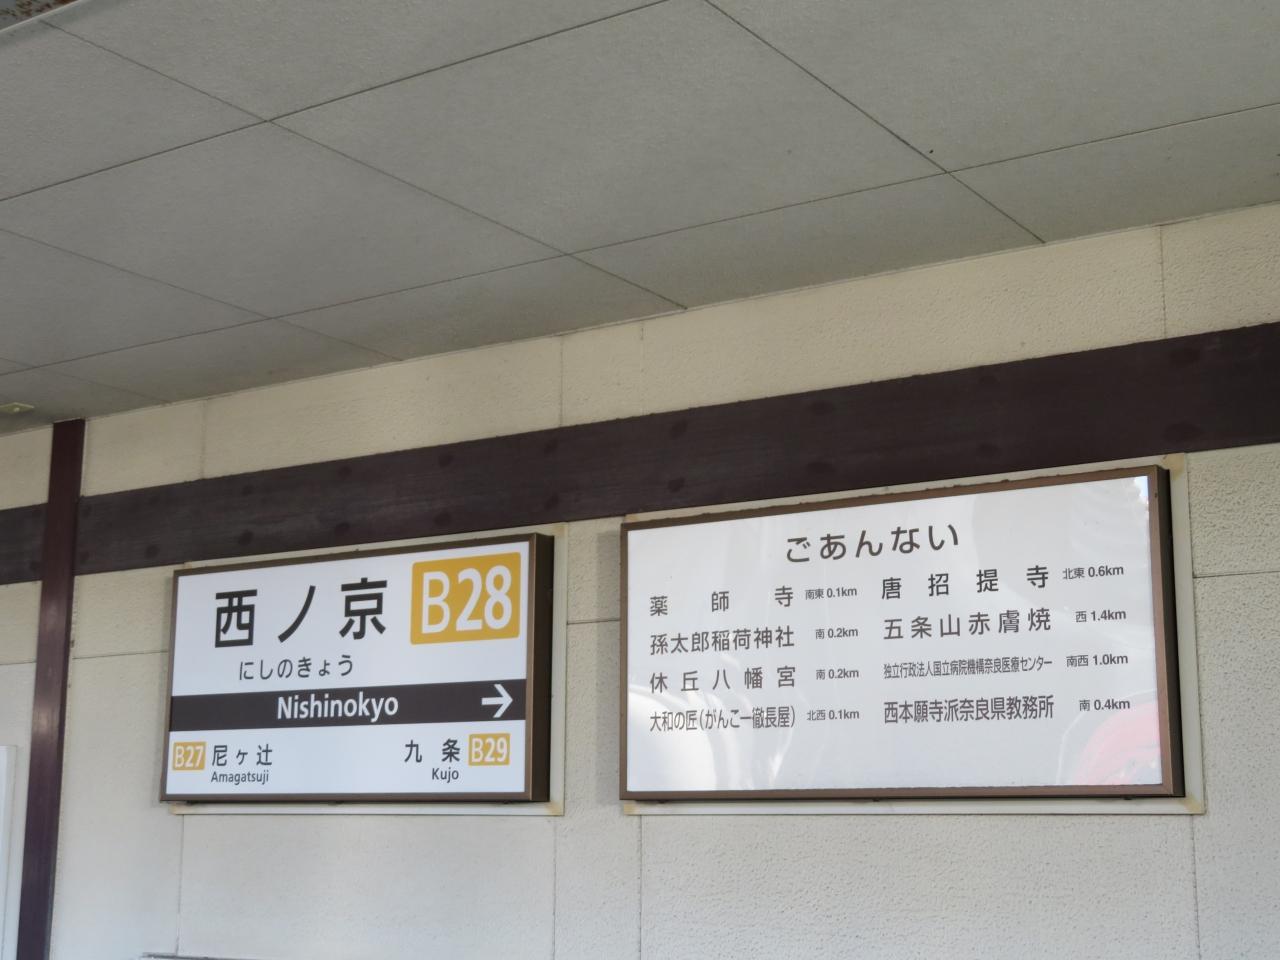 西ノ京 B28
にしのきょう
Nishinokyo →
B27 尼ヶ辻 九条 B29
Amagatsuji Kujo
ごあんない
薬師寺 南東 0.1km 唐招提寺 北東 0.6km
孫太郎稲荷神社 南 0.2km 五条山赤膚焼 西 1.4km
休丘八幡宮 南 0.2km 独立行政法人国立病院機構奈良医療センター 南西 1.0km
大和の匠(がんこ一徹長屋) 北西 0.1km 西本願寺派奈良県教務所 南 0.4km